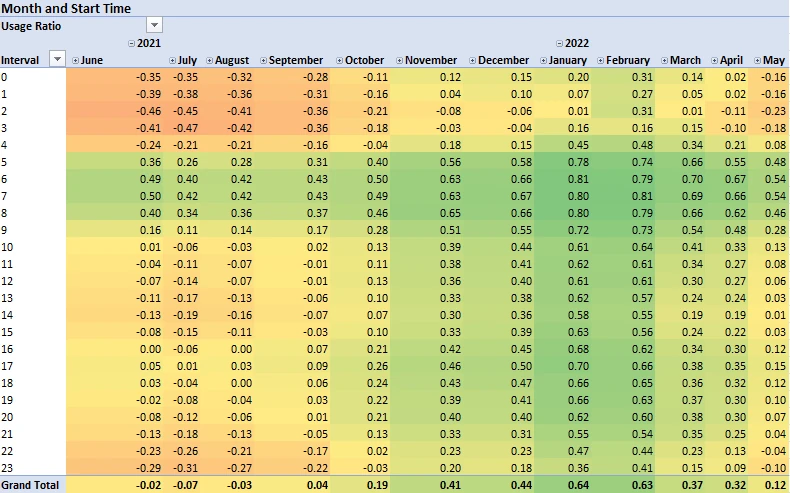 Month and Start Time
Usage Ratio
2021 2022
Interval June July August September October November December January February March April May
0 -0.35 -0.35 -0.32 -0.28 -0.11 0.12 0.15 0.20 0.31 0.14 0.02 -0.16
1 -0.39 -0.38 -0.36 -0.31 -0.16 0.04 0.10 0.07 0.27 0.05 0.02 -0.16
2 -0.46 -0.45 -0.41 -0.36 -0.21 -0.08 -0.06 0.01 0.31 0.01 -0.11 -0.23
3 -0.41 -0.47 -0.42 -0.36 -0.18 -0.03 -0.04 0.16 0.16 0.15 -0.10 -0.18
4 -0.24 -0.21 -0.21 -0.16 -0.04 0.18 0.15 0.45 0.48 0.34 0.21 0.08
5 0.36 0.26 0.28 0.31 0.40 0.56 0.58 0.78 0.74 0.66 0.55 0.48
6 0.49 0.40 0.42 0.43 0.50 0.63 0.66 0.81 0.79 0.70 0.67 0.54
7 0.50 0.42 0.42 0.43 0.49 0.63 0.67 0.80 0.81 0.69 0.66 0.54
8 0.40 0.34 0.36 0.37 0.46 0.65 0.66 0.80 0.79 0.66 0.62 0.46
9 0.16 0.11 0.14 0.17 0.28 0.51 0.55 0.72 0.73 0.54 0.48 0.28
10 0.01 -0.06 -0.03 0.02 0.13 0.39 0.44 0.61 0.64 0.41 0.33 0.13
11 -0.04 -0.11 -0.07 -0.01 0.11 0.38 0.41 0.62 0.61 0.34 0.27 0.08
12 -0.07 -0.14 -0.07 -0.01 0.13 0.36 0.40 0.61 0.61 0.30 0.27 0.06
13 -0.11 -0.17 -0.13 -0.06 0.10 0.33 0.38 0.62 0.57 0.24 0.24 0.03
14 -0.13 -0.19 -0.16 -0.07 0.07 0.30 0.36 0.58 0.55 0.19 0.19 0.01
15 -0.08 -0.15 -0.11 -0.03 0.10 0.33 0.39 0.63 0.56 0.24 0.22 0.03
16 0.00 -0.06 0.00 0.07 0.21 0.42 0.45 0.68 0.62 0.34 0.30 0.12
17 0.05 0.01 0.03 0.09 0.26 0.46 0.50 0.70 0.66 0.38 0.35 0.15
18 0.03 -0.04 0.00 0.06 0.24 0.43 0.47 0.66 0.65 0.36 0.32 0.12
19 -0.02 -0.08 -0.04 0.03 0.22 0.39 0.41 0.66 0.63 0.37 0.30 0.10
20 -0.08 -0.12 -0.06 0.01 0.21 0.40 0.40 0.62 0.60 0.38 0.30 0.07
21 -0.13 -0.18 -0.13 -0.05 0.13 0.33 0.31 0.55 0.54 0.35 0.25 0.04
22 -0.23 -0.26 -0.21 -0.17 0.02 0.23 0.23 0.47 0.44 0.23 0.13 -0.04
23 -0.29 -0.31 -0.27 -0.22 -0.03 0.20 0.18 0.36 0.41 0.15 0.09 -0.10
Grand Total -0.02 -0.07 -0.03 0.04 0.19 0.41 0.44 0.64 0.63 0.37 0.32 0.12